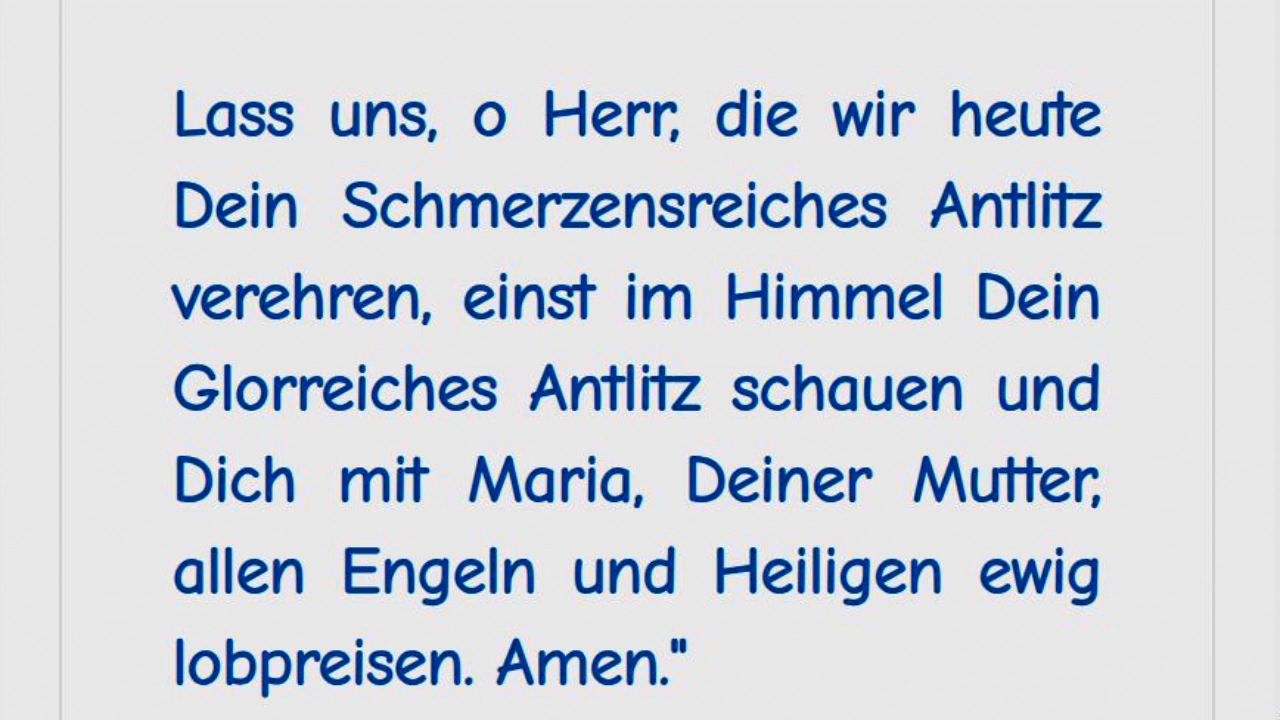 Lass uns, o Herr, die wir heute
Dein Schmerzensreiches Antlitz
verehren, einst im Himmel Dein
Glorreiches Antlitz schauen und
Dich mit Maria, Deiner Mutter,
allen Engeln und Heiligen ewig
lobpreisen. Amen."